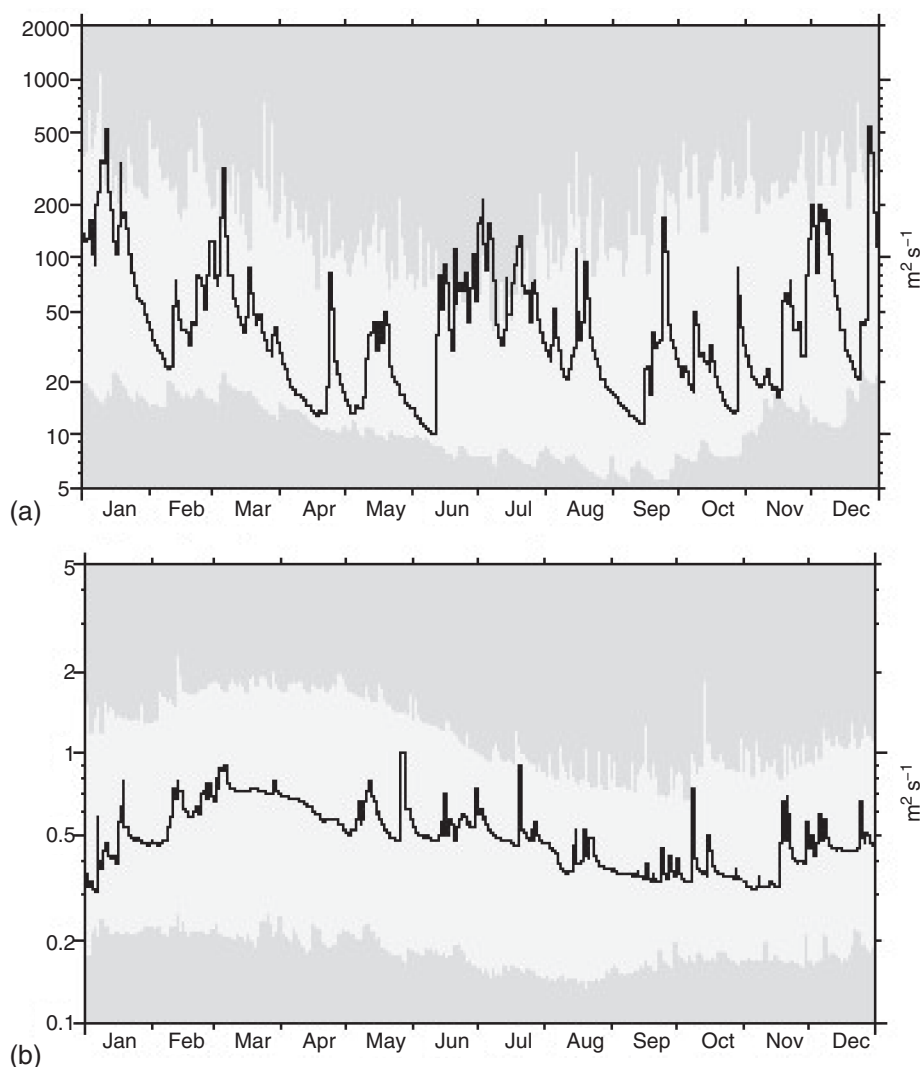 (a)
2000
1000
500
200
100
50
20
10
5
m² s⁻¹
Jan Feb Mar Apr May Jun Jul Aug Sep Oct Nov Dec
5
2
1
0.5
0.2
0.1
m² s⁻¹
(b)
Jan Feb Mar Apr May Jun Jul Aug Sep Oct Nov Dec